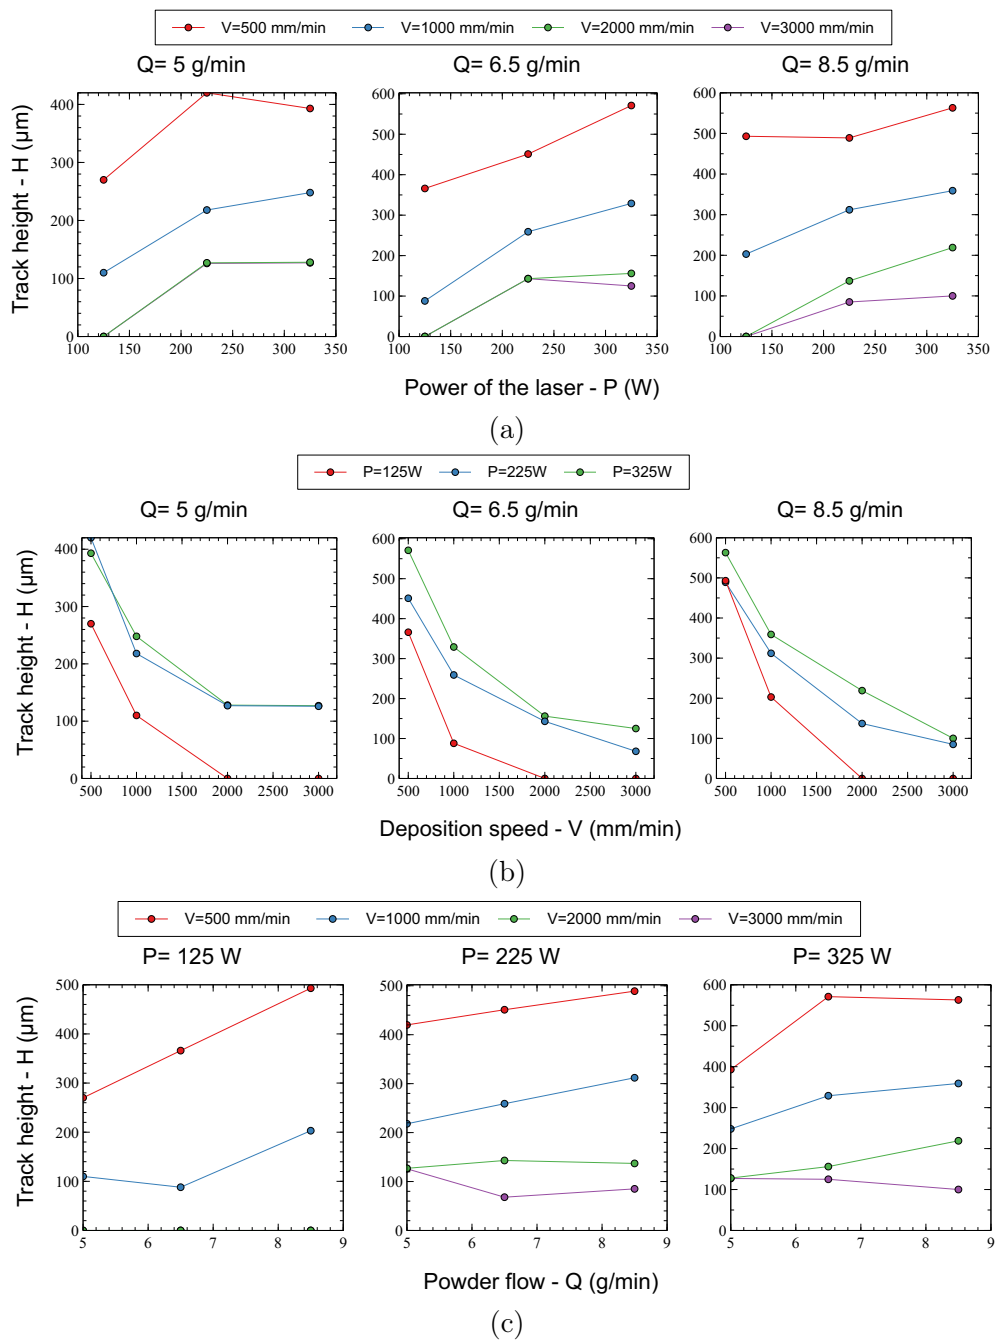 V=500 mm/min V=1000 mm/min V=2000 mm/min V=3000 mm/min
Q= 5 g/min Q= 6.5 g/min Q= 8.5 g/min
Track height - H (μm)
0 100 200 300 400
100 150 200 250 300 350
0 100 200 300 400 500 600
100 150 200 250 300 350
0 100 200 300 400 500 600
100 150 200 250 300 350
Power of the laser - P (W)
(a)
P=125W P=225W P=325W
Q= 5 g/min Q= 6.5 g/min Q= 8.5 g/min
Track height - H (μm)
0 100 200 300 400
500 1000 1500 2000 2500 3000
0 100 200 300 400 500 600
500 1000 1500 2000 2500 3000
0 100 200 300 400 500 600
500 1000 1500 2000 2500 3000
Deposition speed - V (mm/min)
(b)
V=500 mm/min V=1000 mm/min V=2000 mm/min V=3000 mm/min
P= 125 W P= 225 W P= 325 W
Track height - H (μm)
0 100 200 300 400 500
5 6 7 8 9
0 100 200 300 400 500
5 6 7 8 9
0 100 200 300 400 500 600
5 6 7 8 9
Powder flow - Q (g/min)
(c)